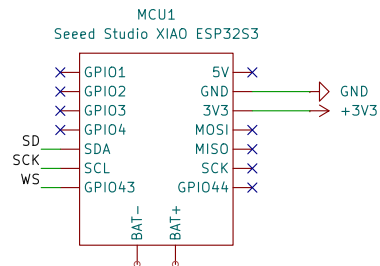 MCU1
Seeed Studio XIAO ESP32S3
GPIO1 5V
GPIO2 GND GND
GPIO3 3V3 +3V3
GPIO4 MOSI
SD SDA MISO
SCK SCL SCK
WS GPIO43 GPIO44
BAT- BAT+